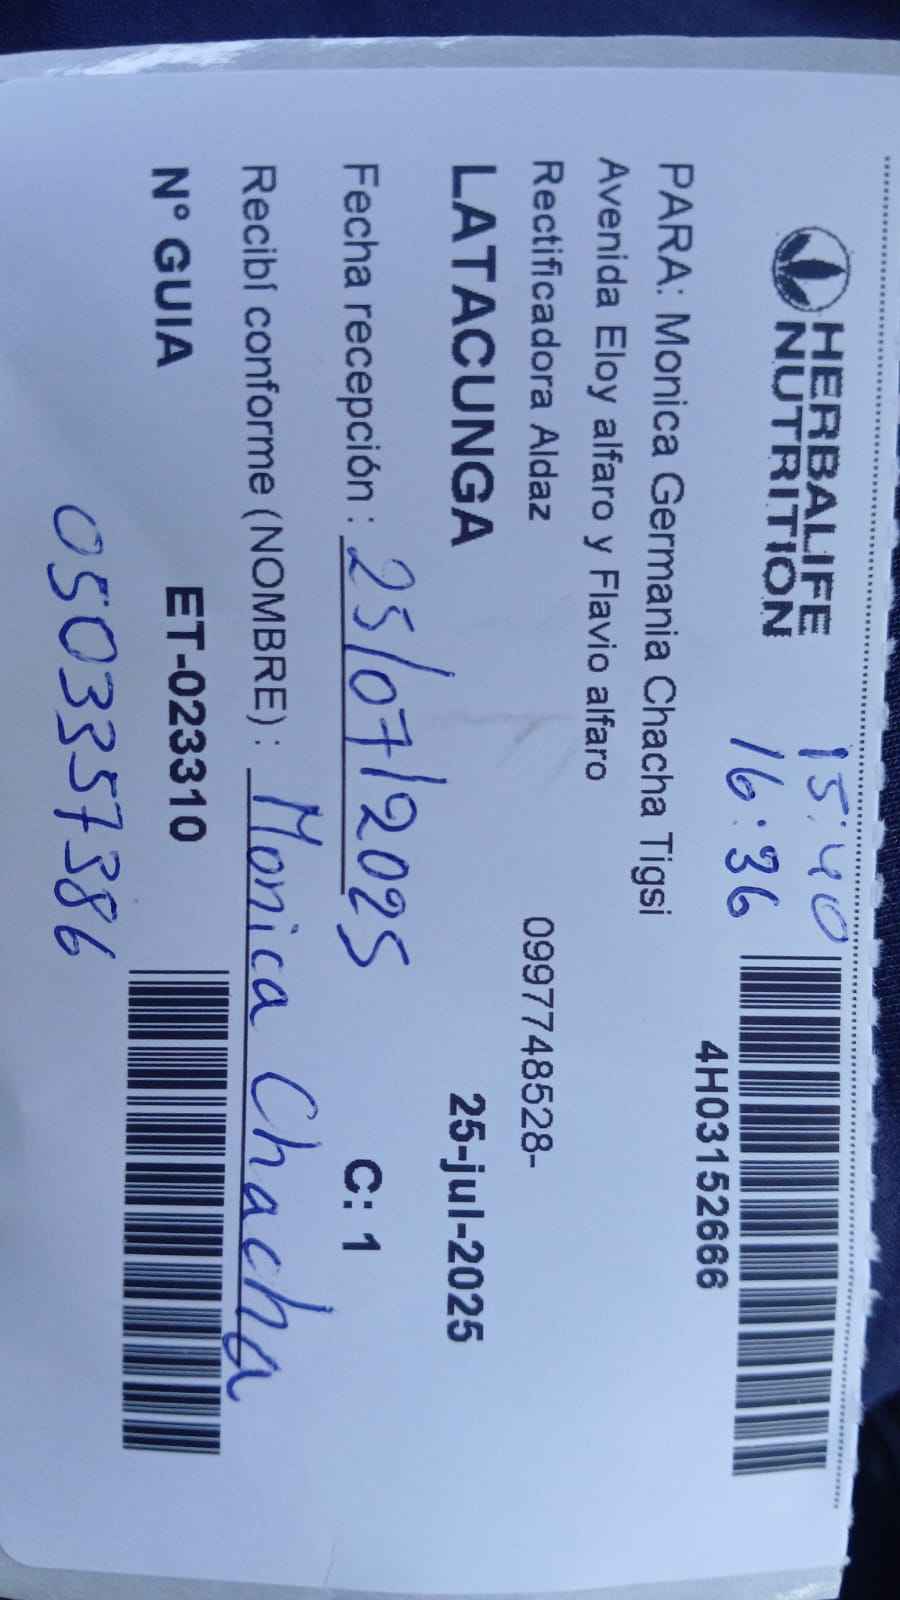 HERBALIFE
NUTRITION
15:40
16:36
4H03152666
PARA: Monica Germania Chacha Tigsi
Avenida Eloy alfaro y Flavio alfaro
Rectificadora Aldaz
0997748528-
LATACUNGA
25-jul-2025
Fecha recepción : 25/07/2025
C: 1
Recibí conforme (NOMBRE) : Monica Chacha
N° GUIA
ET-023310
0503357386